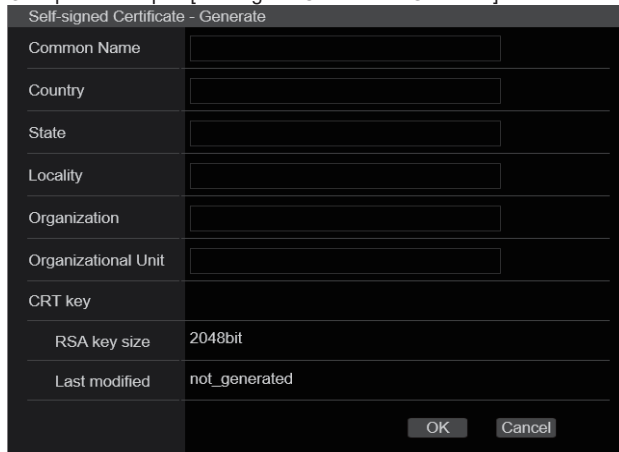 Self-signed Certificate - Generate
Common Name
Country
State
Locality
Organization
Organizational Unit
CRT key
RSA key size 2048bit
Last modified not_generated
OK Cancel